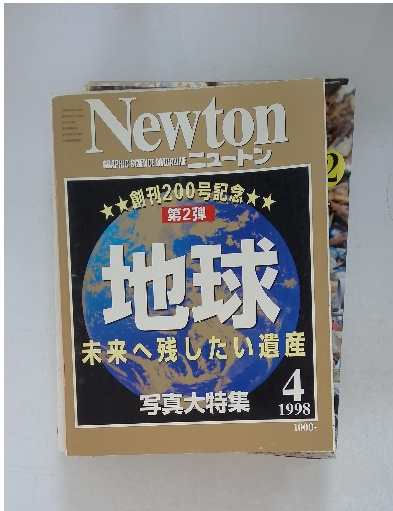 Newton
GRAPHIC SCIENCE MAGAZINE ニュートン
★★創刊200号記念★★
第2弾
地球
未来へ残したい遺産
写真大特集
4
1998
1000
2